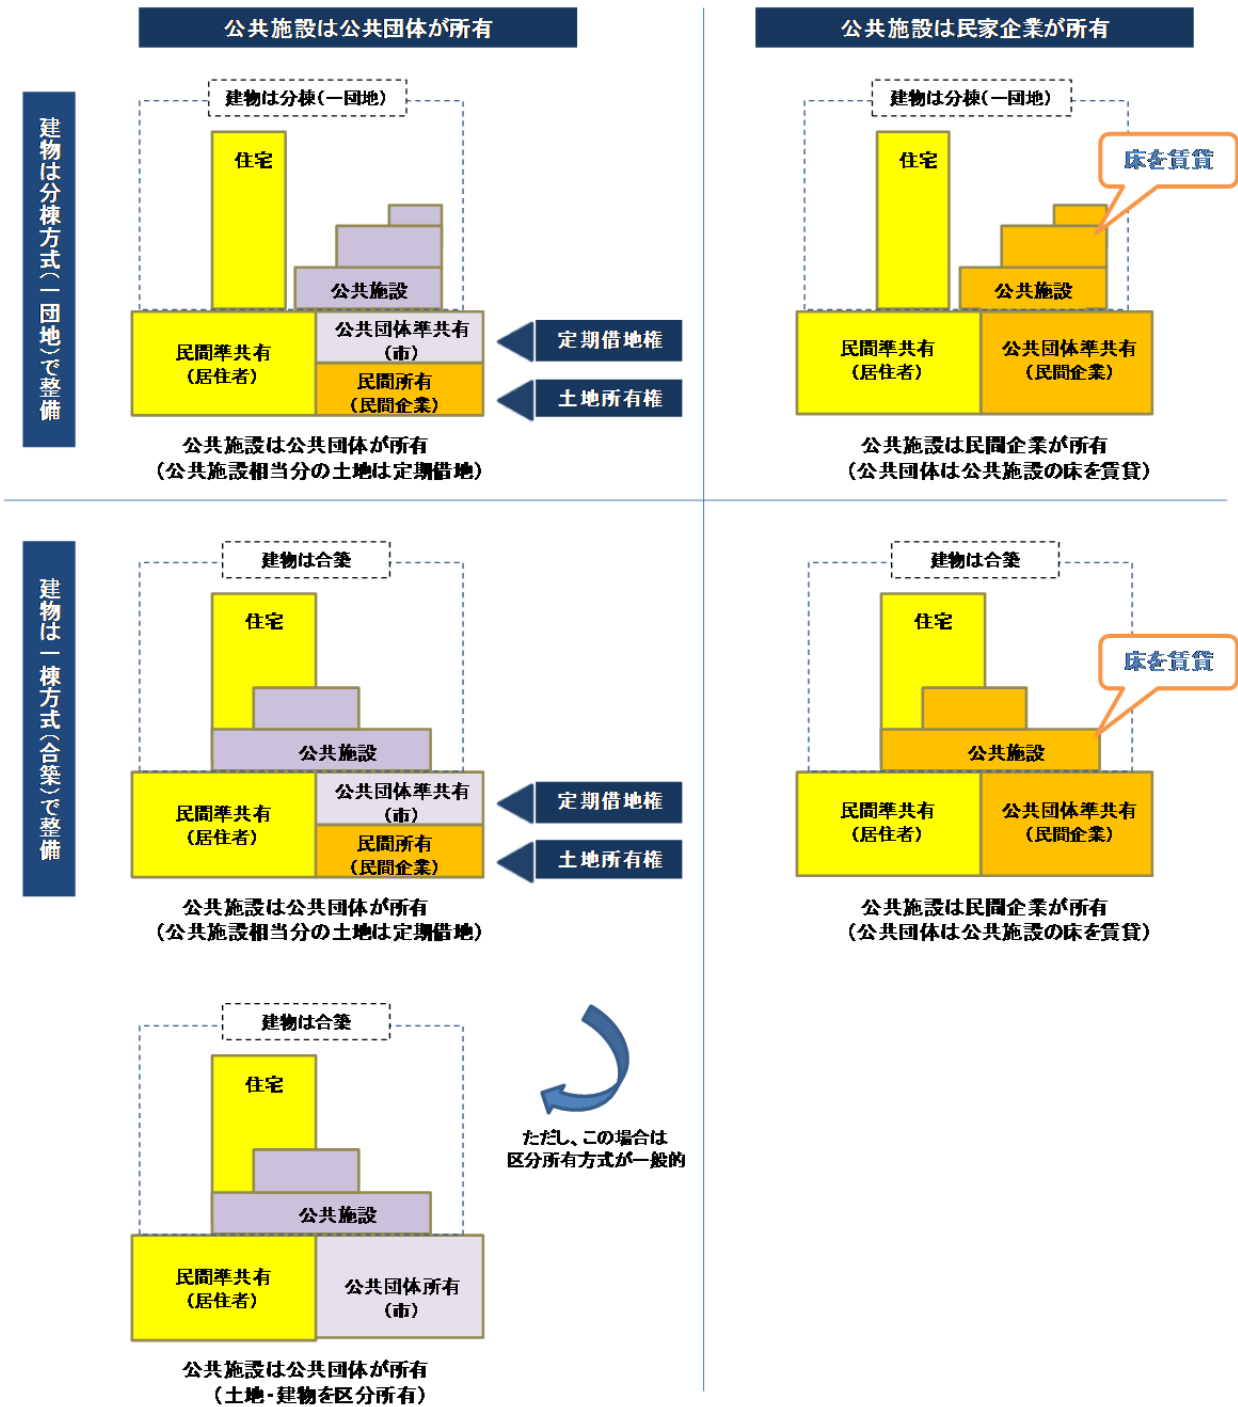 公共施設は公共団体が所有
公共施設は民家企業が所有
建物は分棟方式(一団地)で整備
建物は分棟(一団地)
住宅
公共施設
公共団体準共有
(市)
民間準共有
(居住者)
民間所有
(民間企業)
定期借地権
土地所有権
公共施設は公共団体が所有
(公共施設相当分の土地は定期借地)
建物は分棟(一団地)
住宅
床を賃貸
公共施設
民間準共有
(居住者)
公共団体準共有
(民間企業)
公共施設は民間企業が所有
(公共団体は公共施設の床を賃貸)
建物は一棟方式(合築)で整備
建物は合築
住宅
公共施設
公共団体準共有
(市)
民間準共有
(居住者)
民間所有
(民間企業)
定期借地権
土地所有権
公共施設は公共団体が所有
(公共施設相当分の土地は定期借地)
建物は合築
住宅
床を賃貸
公共施設
民間準共有
(居住者)
公共団体準共有
(民間企業)
公共施設は民間企業が所有
(公共団体は公共施設の床を賃貸)
建物は合築
住宅
公共施設
民間準共有
(居住者)
公共団体所有
(市)
ただし、この場合は
区分所有方式が一般的
公共施設は公共団体が所有
(土地・建物を区分所有)